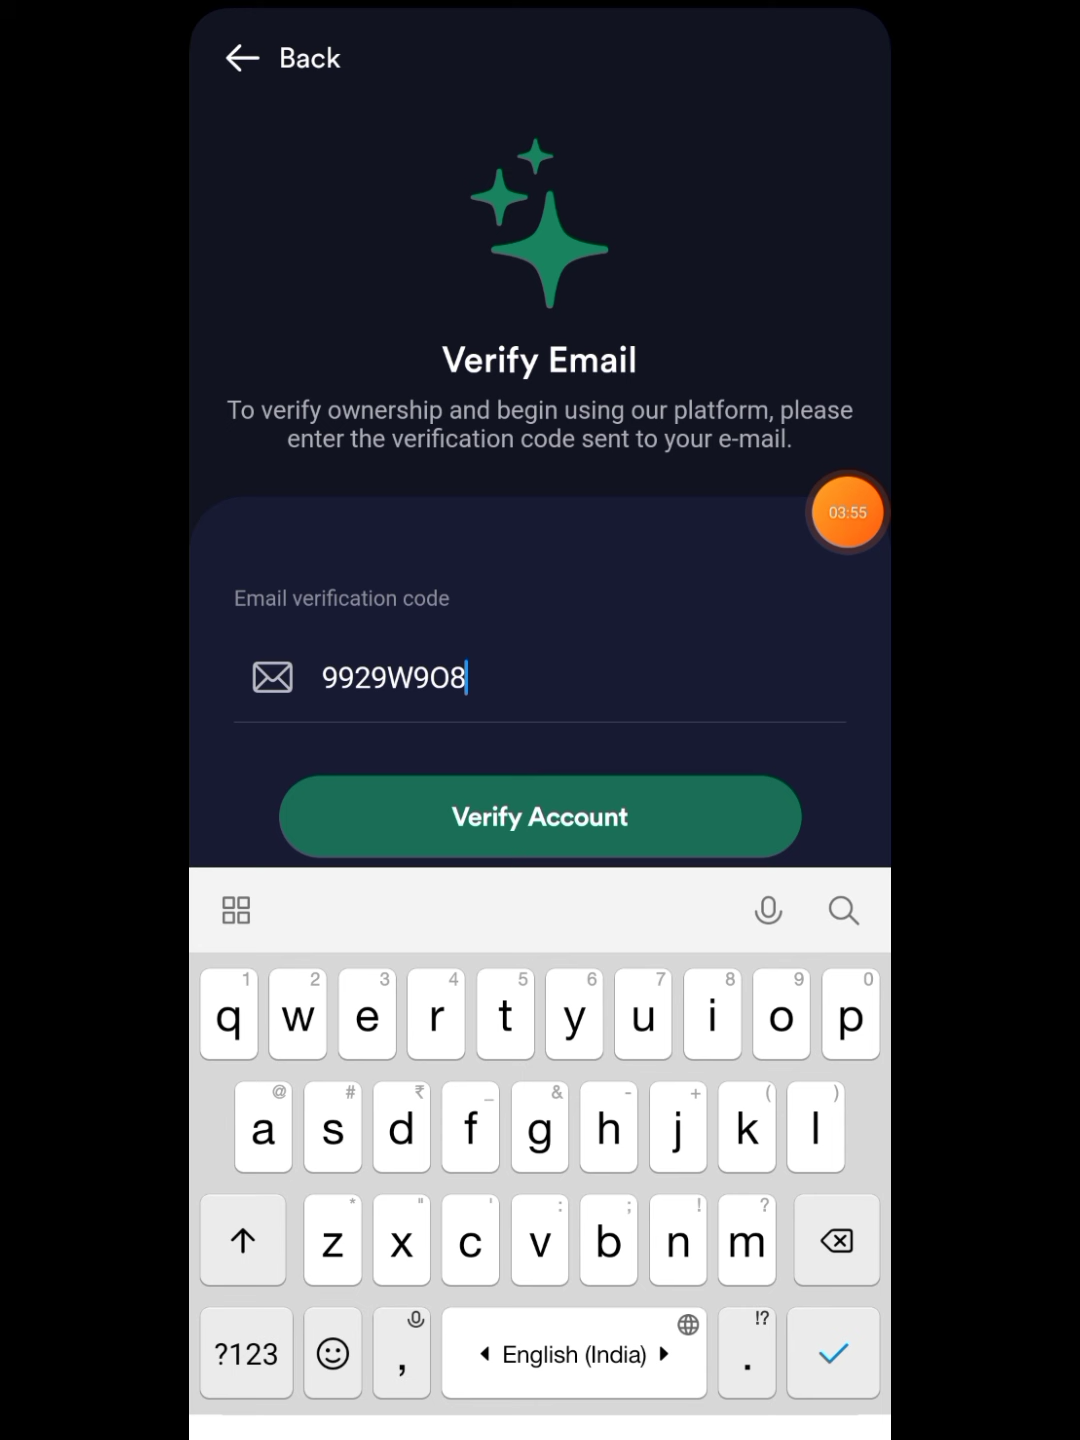 Back
Verify Email
To verify ownership and begin using our platform, please
enter the verification code sent to your e-mail.
03:55
Email verification code
9929W9O8
Verify Account
1 2 3 4 5 6 7 8 9 0
q w e r t y u i o p
@ # ₹ _ & - + ( )
a s d f g h j k l
* " ' : ; ! ?
z x c v b n m
!?
?123 , English (India) .